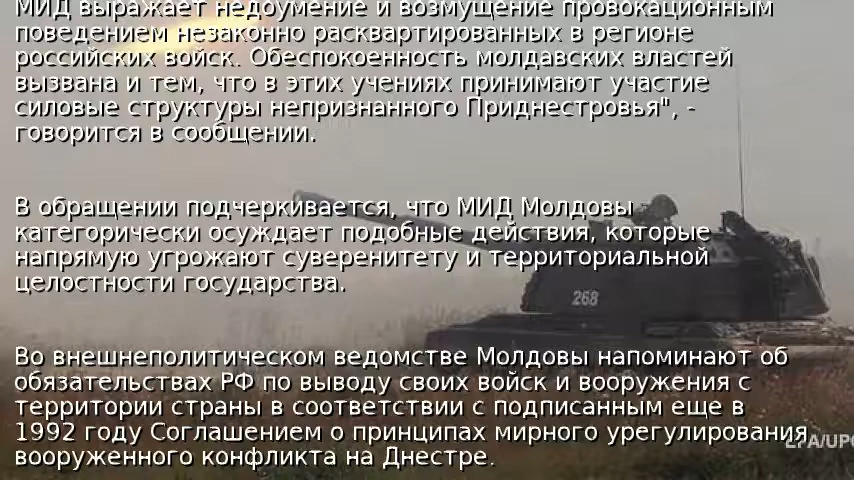 МИД выражает недоумение и возмущение провокационным
поведением незаконно расквартированных в регионе
российских войск. Обеспокоенность молдавских властей
вызвана и тем, что в этих учениях принимают участие
силовые структуры непризнанного Приднестровья", -
говорится в сообщении.
В обращении подчеркивается, что МИД Молдовы
категорически осуждает подобные действия, которые
напрямую угрожают суверенитету и территориальной
целостности государства.
268
Во внешнеполитическом ведомстве Молдовы напоминают об
обязательствах РФ по выводу своих войск и вооружения с
территории страны в соответствии с подписанным еще в
1992 году Соглашением о принципах мирного урегулирования
вооруженного конфликта на Днестре.